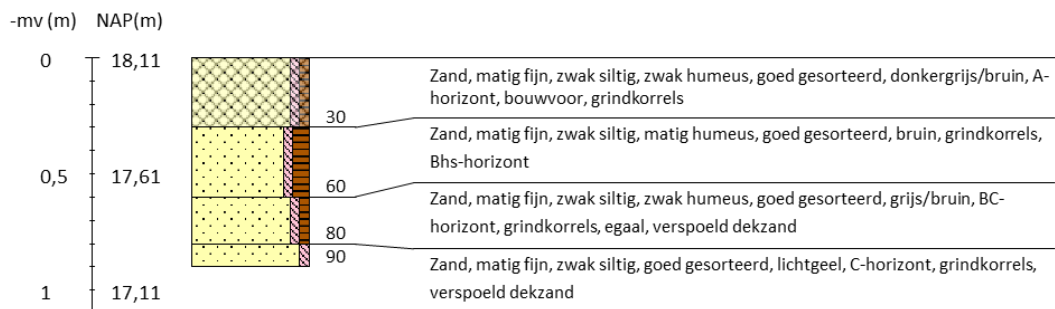 -mv (m) NAP(m)
0 18,11
Zand, matig fijn, zwak siltig, zwak humeus, goed gesorteerd, donkergrijs/bruin, A-
horizont, bouwvoor, grindkorrels
30
Zand, matig fijn, zwak siltig, matig humeus, goed gesorteerd, bruin, grindkorrels,
Bhs-horizont
0,5 17,61
60
Zand, matig fijn, zwak siltig, zwak humeus, goed gesorteerd, grijs/bruin, BC-
horizont, grindkorrels, egaal, verspoeld dekzand
80
90
Zand, matig fijn, zwak siltig, goed gesorteerd, lichtgeel, C-horizont, grindkorrels,
verspoeld dekzand
1 17,11